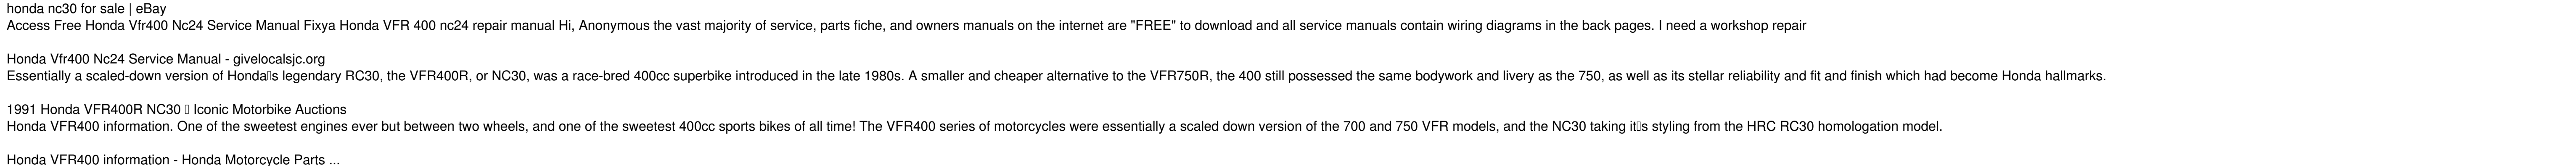 honda nc30 for sale | eBay
Access Free Honda Vfr400 Nc24 Service Manual Fixya Honda VFR 400 nc24 repair manual Hi, Anonymous the vast majority of service, parts fiche, and owners manuals on the internet are "FREE" to download and all service manuals contain wiring diagrams in the back pages. I need a workshop repair
Honda Vfr400 Nc24 Service Manual - givelocalsjc.org
Essentially a scaled-down version of Honda▯s legendary RC30, the VFR400R, or NC30, was a race-bred 400cc superbike introduced in the late 1980s. A smaller and cheaper alternative to the VFR750R, the 400 still possessed the same bodywork and livery as the 750, as well as its stellar reliability and fit and finish which had become Honda hallmarks.
1991 Honda VFR400R NC30 ▯ Iconic Motorbike Auctions
Honda VFR400 information. One of the sweetest engines ever but between two wheels, and one of the sweetest 400cc sports bikes of all time! The VFR400 series of motorcycles were essentially a scaled down version of the 700 and 750 VFR models, and the NC30 taking it▯s styling from the HRC RC30 homologation model.
Honda VFR400 information - Honda Motorcycle Parts ...